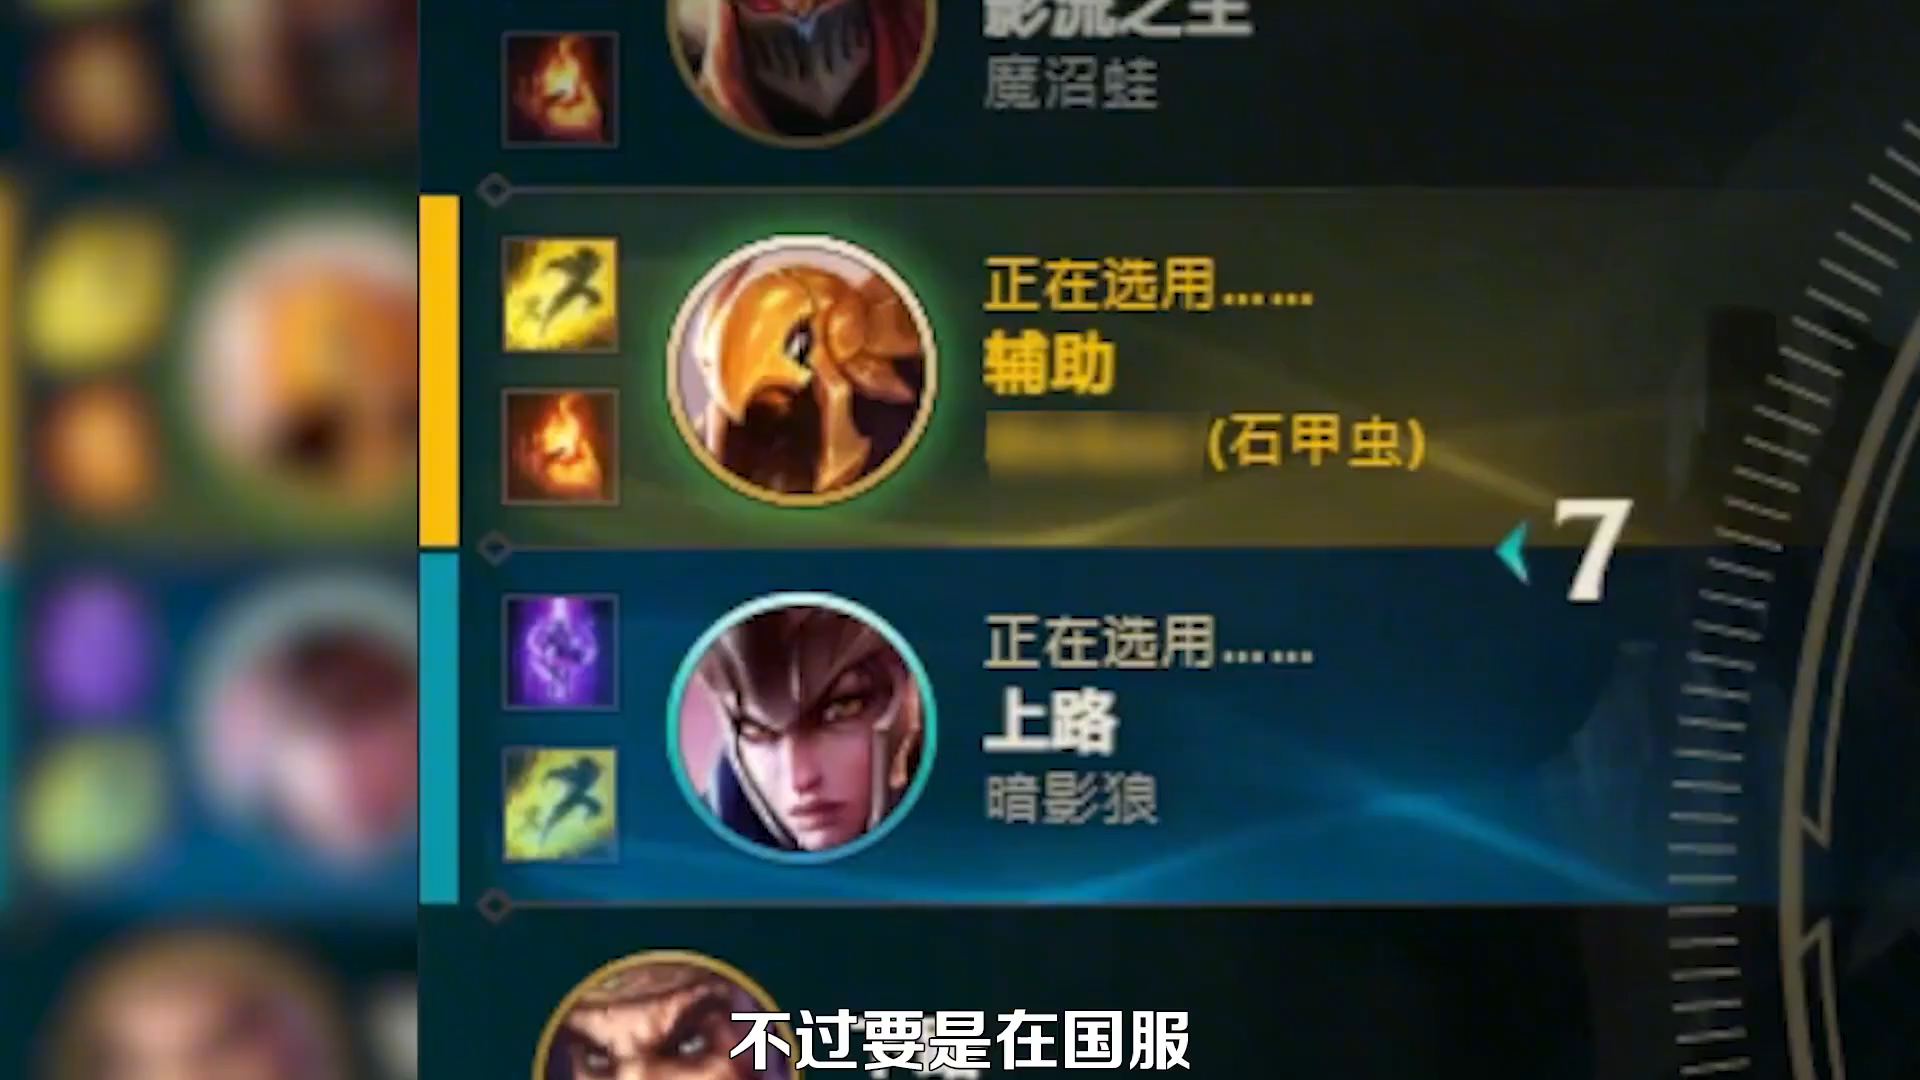 影流之主
魔沼蛙
正在选用……
辅助
(石甲虫)
7
正在选用……
上路
暗影狼
不过要是在国服